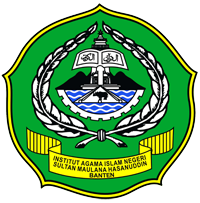 INSTITUT AGAMA ISLAM NEGERI
SULTAN MAULANA HASANUDDIN
BANTEN